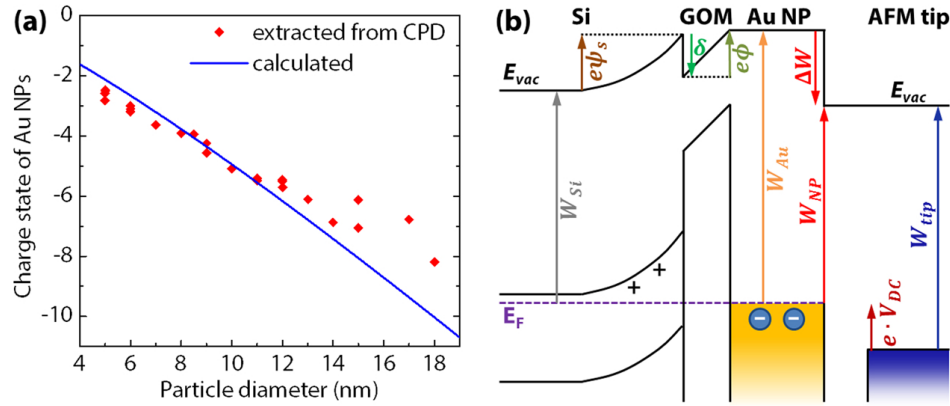 (a)
extracted from CPD
calculated
Charge state of Au NPs
-2
-4
-6
-8
-10
4 6 8 10 12 14 16 18
Particle diameter (nm)
(b)
Si GOM Au NP AFM tip
E_vac
eψ_s
δ
eϕ
ΔW
E_vac
W_Si
W_Au
W_NP
W_tip
+ +
E_F
− −
e · V_DC